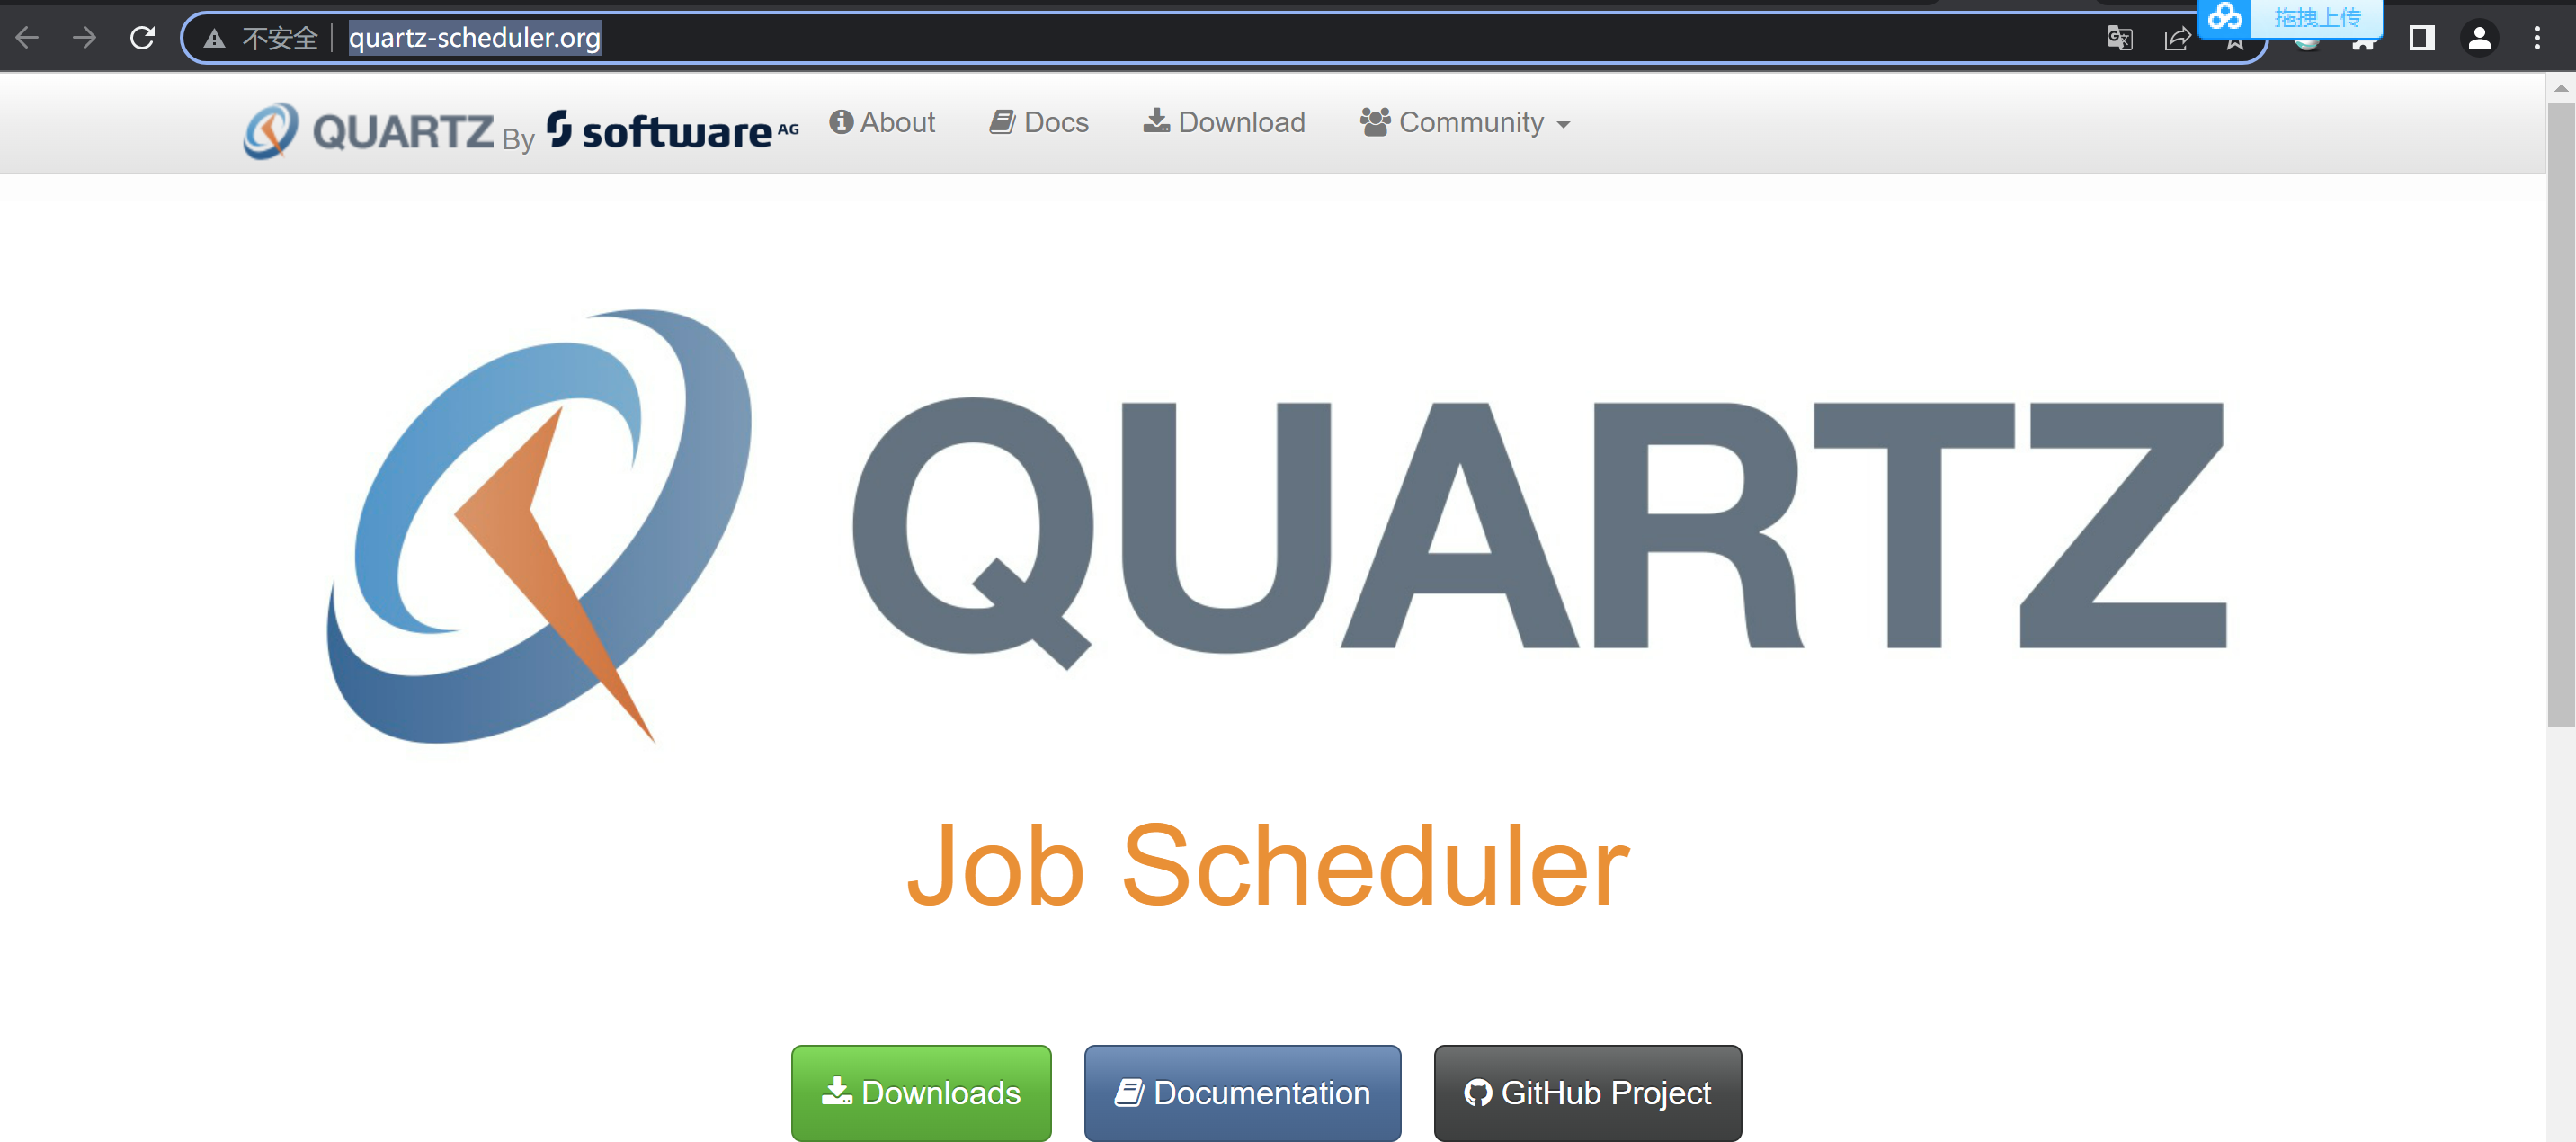 不安全 quartz-scheduler.org
拖拽上传
QUARTZ By software AG About Docs Download Community
QUARTZ
Job Scheduler
Downloads Documentation GitHub Project